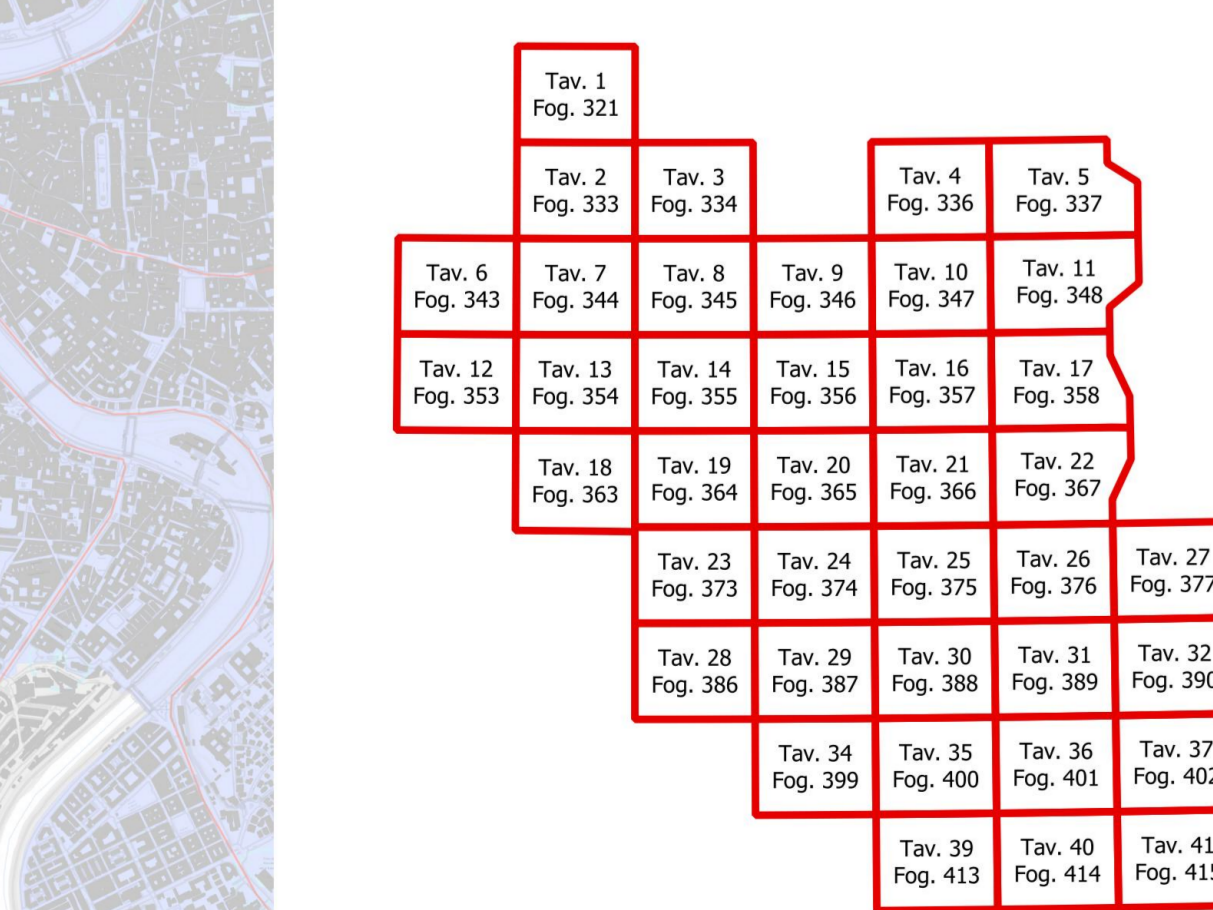 Tav. 1
Fog. 321
Tav. 2
Fog. 333
Tav. 3
Fog. 334
Tav. 4
Fog. 336
Tav. 5
Fog. 337
Tav. 6
Fog. 343
Tav. 7
Fog. 344
Tav. 8
Fog. 345
Tav. 9
Fog. 346
Tav. 10
Fog. 347
Tav. 11
Fog. 348
Tav. 12
Fog. 353
Tav. 13
Fog. 354
Tav. 14
Fog. 355
Tav. 15
Fog. 356
Tav. 16
Fog. 357
Tav. 17
Fog. 358
Tav. 18
Fog. 363
Tav. 19
Fog. 364
Tav. 20
Fog. 365
Tav. 21
Fog. 366
Tav. 22
Fog. 367
Tav. 23
Fog. 373
Tav. 24
Fog. 374
Tav. 25
Fog. 375
Tav. 26
Fog. 376
Tav. 27
Fog. 377
Tav. 28
Fog. 386
Tav. 29
Fog. 387
Tav. 30
Fog. 388
Tav. 31
Fog. 389
Tav. 32
Fog. 390
Tav. 34
Fog. 399
Tav. 35
Fog. 400
Tav. 36
Fog. 401
Tav. 37
Fog. 402
Tav. 39
Fog. 413
Tav. 40
Fog. 414
Tav. 41
Fog. 415